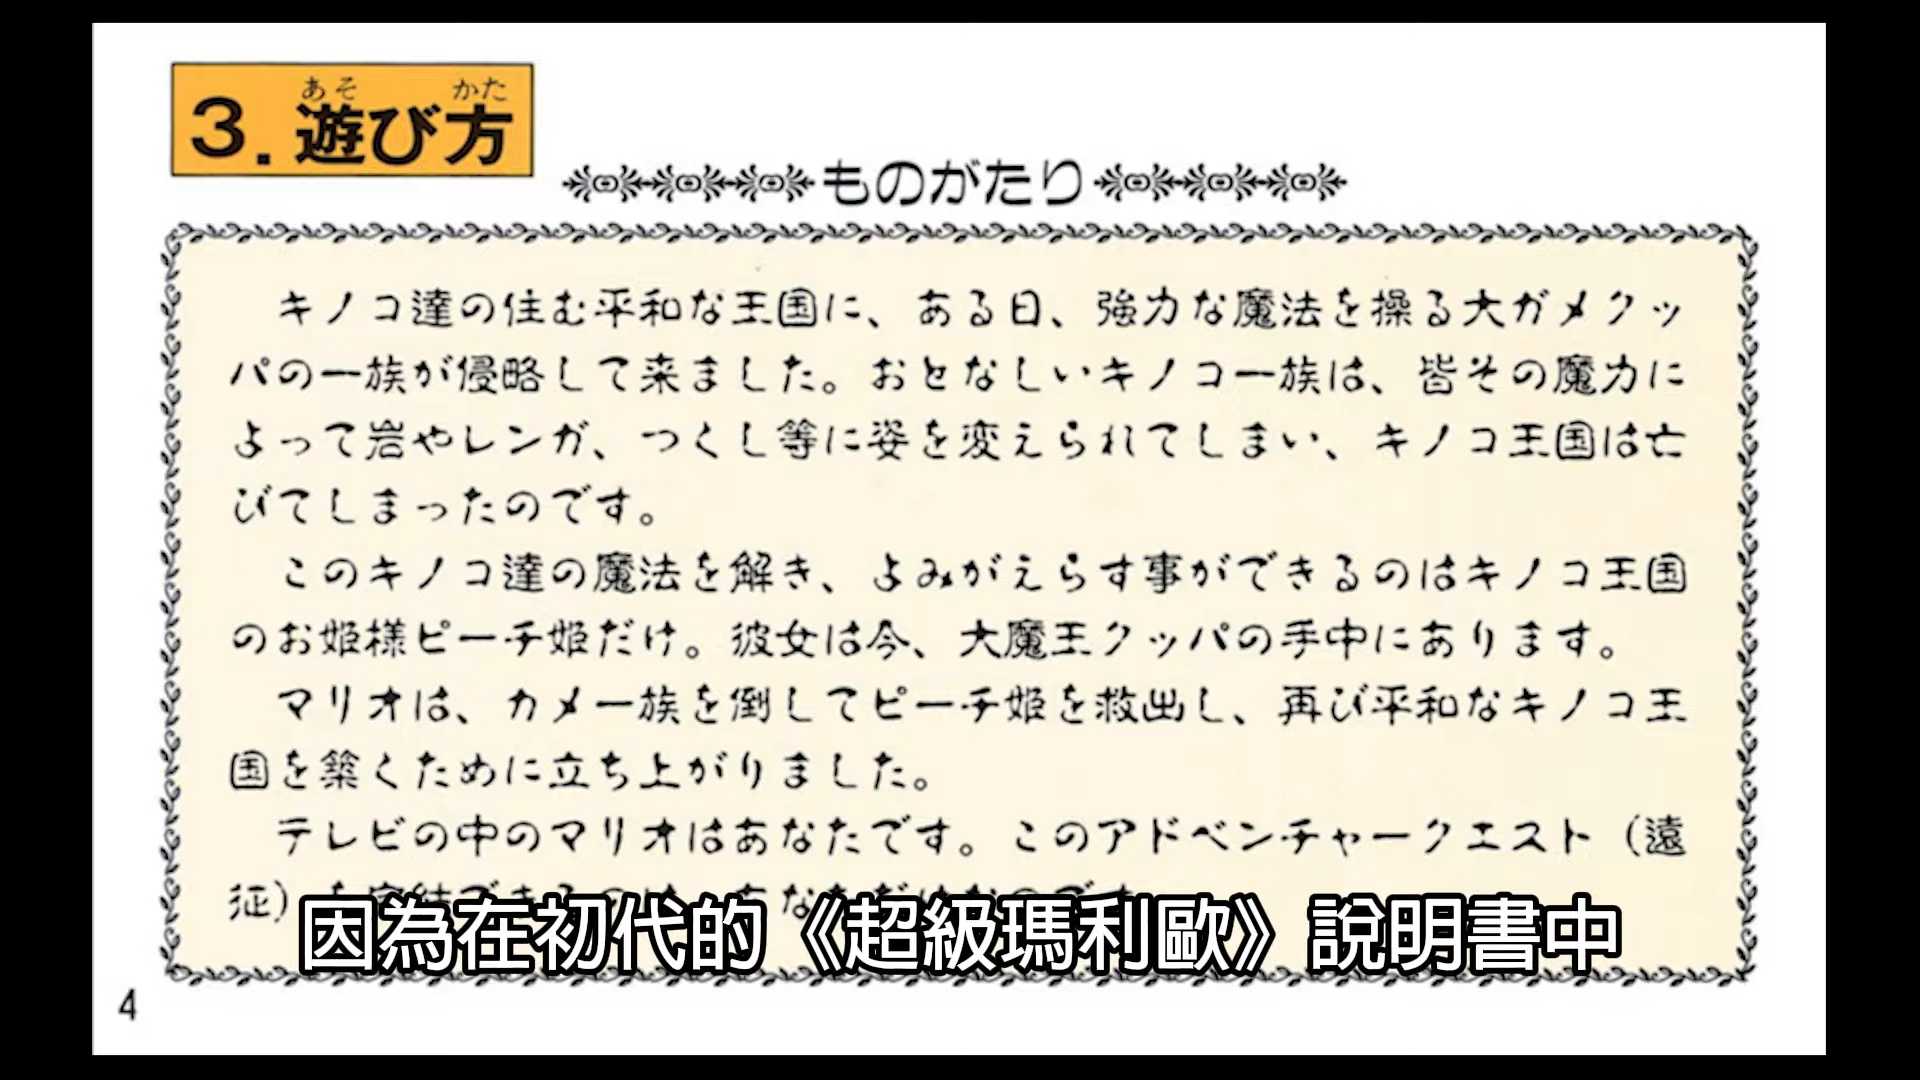 あそ かた
3.遊び方
ものがたり
キノコ達の住む平和な王国に、ある日、強力な魔法を操る大ガメクッ
パの一族が侵略して来ました。おとなしいキノコ一族は、皆その魔力に
よって岩やレンガ、つくし等に姿を変えられてしまい、キノコ王国は亡
びてしまったのです。
このキノコ達の魔法を解き、よみがえらす事ができるのはキノコ王国
のお姫様ピーチ姫だけ。彼女は今、大魔王クッパの手中にあります。
マリオは、カメ一族を倒してピーチ姫を救出し、再び平和なキノコ王
国を築くために立ち上がりました。
テレビの中のマリオはあなたです。このアドベンチャークエスト（遠
征）
因為在初代的《超級瑪利歐》說明書中
4